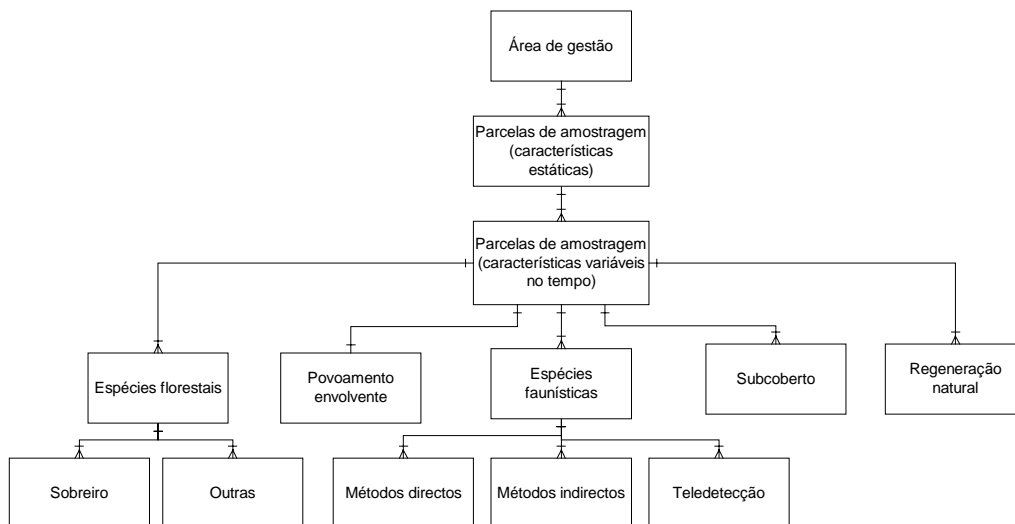 Área de gestão
Parcelas de amostragem
(características
estáticas)
Parcelas de amostragem
(características variáveis
no tempo)
Espécies florestais
Povoamento
envolvente
Espécies
faunísticas
Subcoberto
Regeneração
natural
Sobreiro
Outras
Métodos directos
Métodos indirectos
Teledetecção